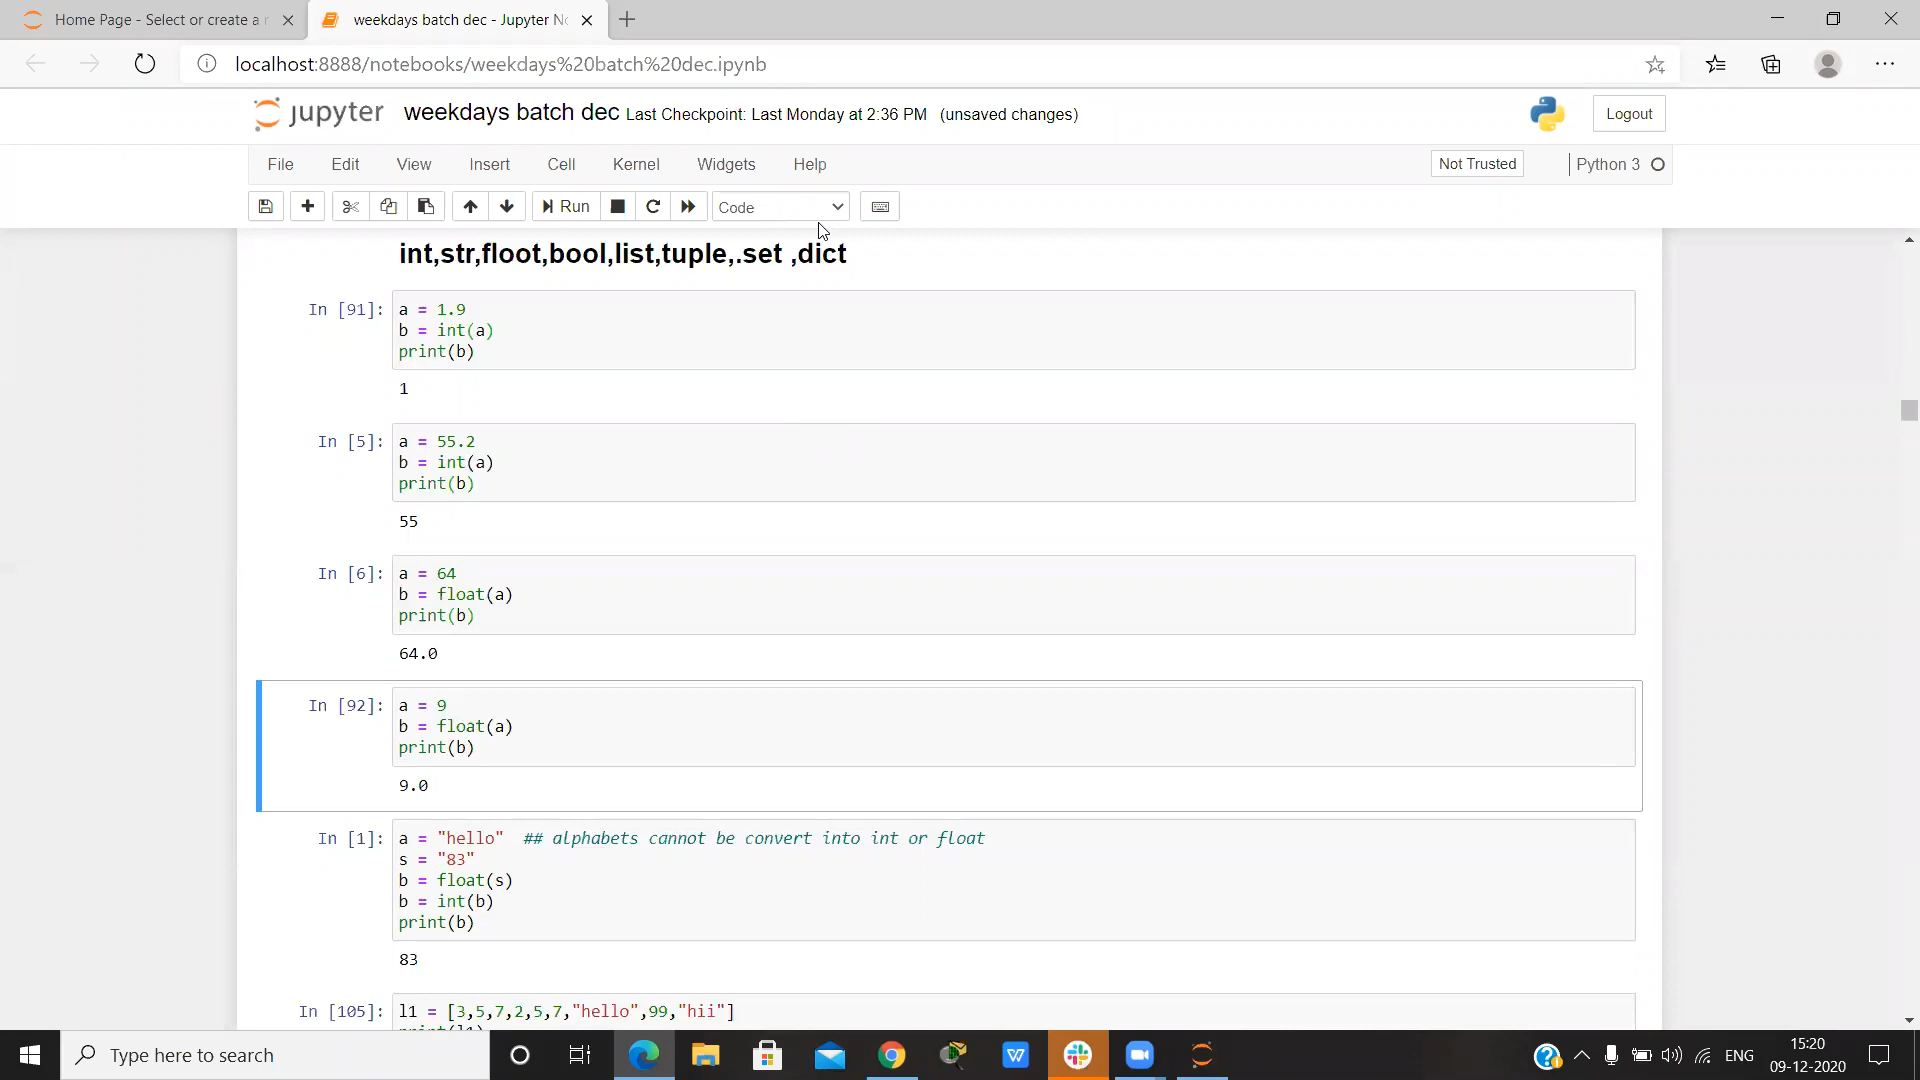 Home Page - Select or create a n
weekdays batch dec - Jupyter No
localhost:8888/notebooks/weekdays%20batch%20dec.ipynb
jupyter weekdays batch dec Last Checkpoint: Last Monday at 2:36 PM (unsaved changes)
Logout
File Edit View Insert Cell Kernel Widgets Help
Not Trusted
Python 3
Run
Code
int,str,floot,bool,list,tuple,.set ,dict
In [91]: a = 1.9
b = int(a)
print(b)
1
In [5]: a = 55.2
b = int(a)
print(b)
55
In [6]: a = 64
b = float(a)
print(b)
64.0
In [92]: a = 9
b = float(a)
print(b)
9.0
In [1]: a = "hello"  ## alphabets cannot be convert into int or float
s = "83"
b = float(s)
b = int(b)
print(b)
83
In [105]: l1 = [3,5,7,2,5,7,"hello",99,"hii"]
print(l1)
Type here to search
ENG
15:20
09-12-2020